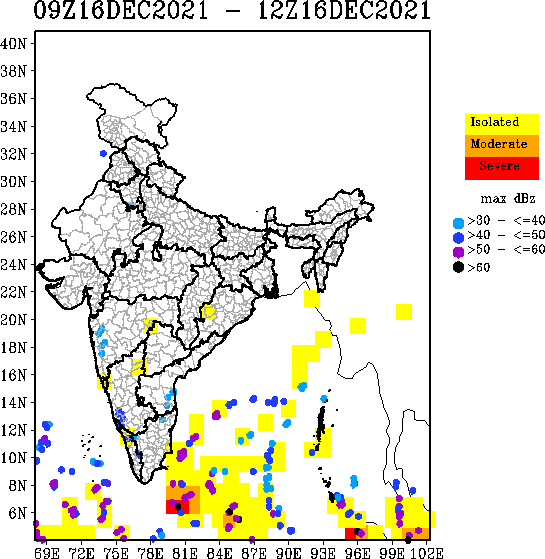 09Z16DEC2021 - 12Z16DEC2021
40N
38N
36N
34N
32N
30N
28N
26N
24N
22N
20N
18N
16N
14N
12N
10N
8N
6N
69E 72E 75E 78E 81E 84E 87E 90E 93E 96E 99E 102E
Isolated
Moderate
Severe
max dBz
>30 - <=40
>40 - <=50
>50 - <=60
>60